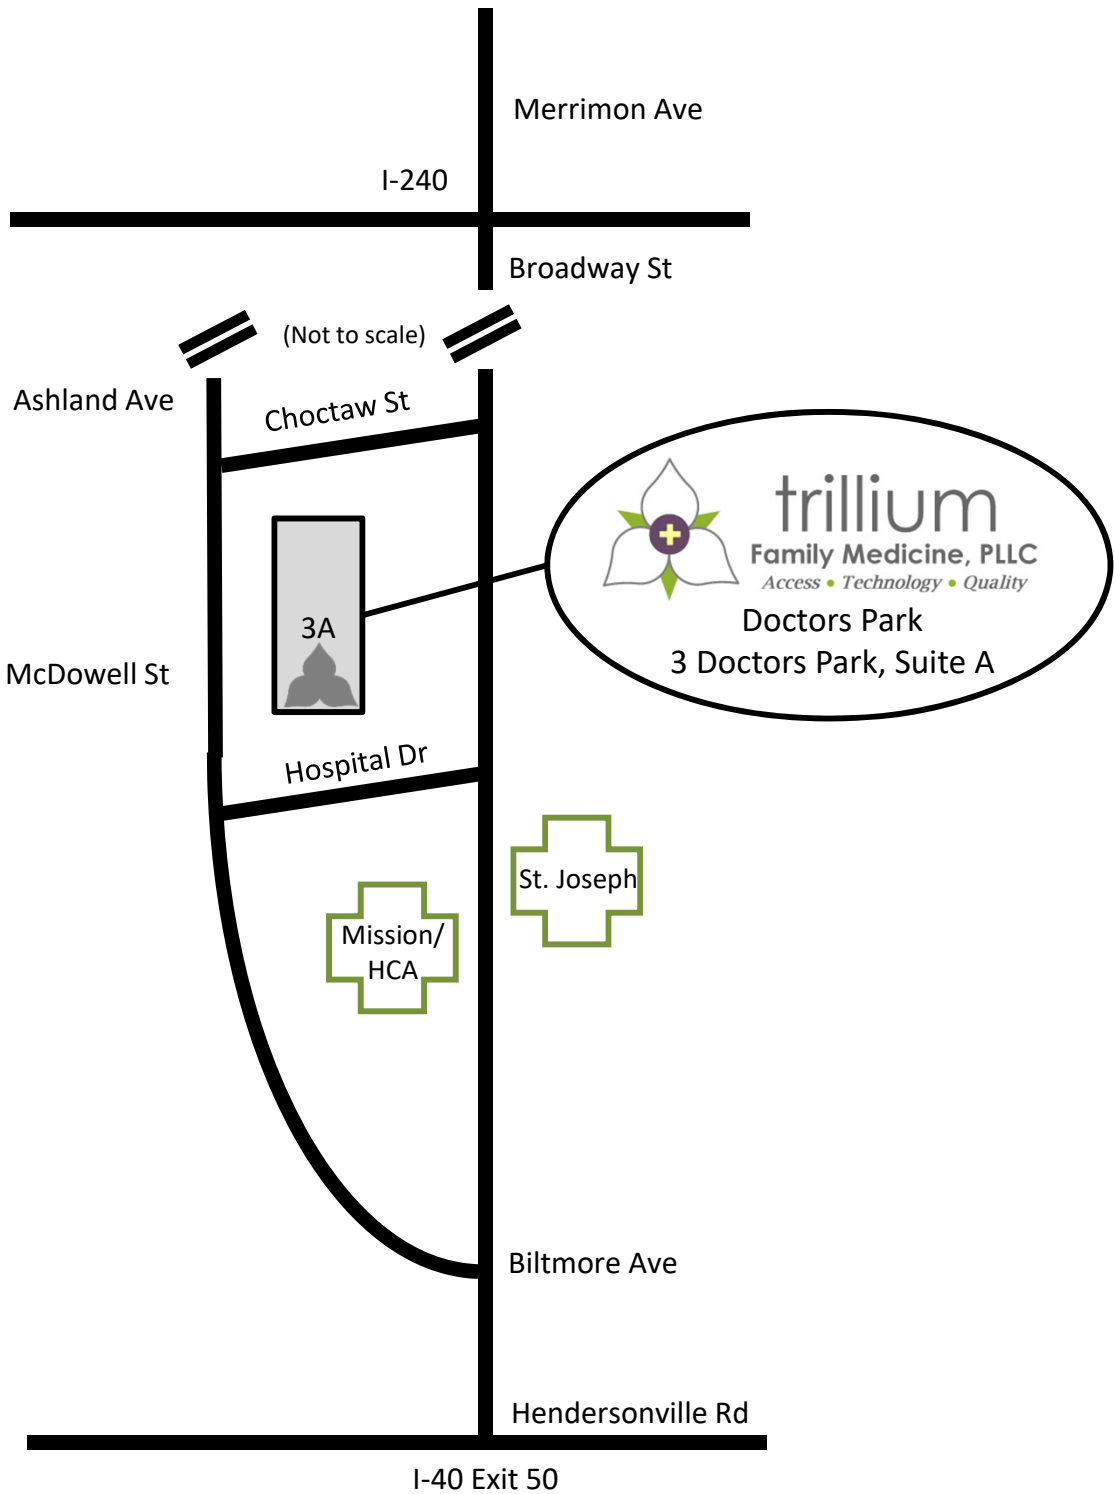 Merrimon Ave
I-240
Broadway St
(Not to scale)
Ashland Ave
Choctaw St
trillium
Family Medicine, PLLC
Access • Technology • Quality
Doctors Park
3 Doctors Park, Suite A
3A
McDowell St
Hospital Dr
St. Joseph
Mission/
HCA
Biltmore Ave
Hendersonville Rd
I-40 Exit 50